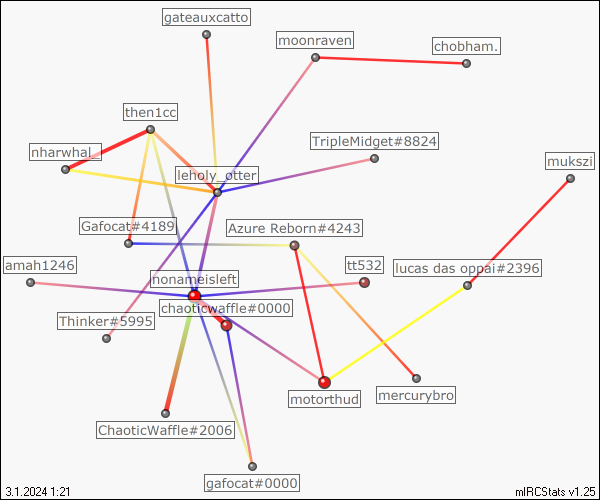 gateauxcatto
moonraven
chobham.
then1cc
nharwhal_
TripleMidget#8824
mukszi
leholy_otter
Gafocat#4189
Azure Reborn#4243
amah1246
nonameisleft
tt532
lucas das oppai#2396
chaoticwaffle#0000
Thinker#5995
motorthud
mercurybro
ChaoticWaffle#2006
gafocat#0000
3.1.2024 1:21
mIRCStats v1.25